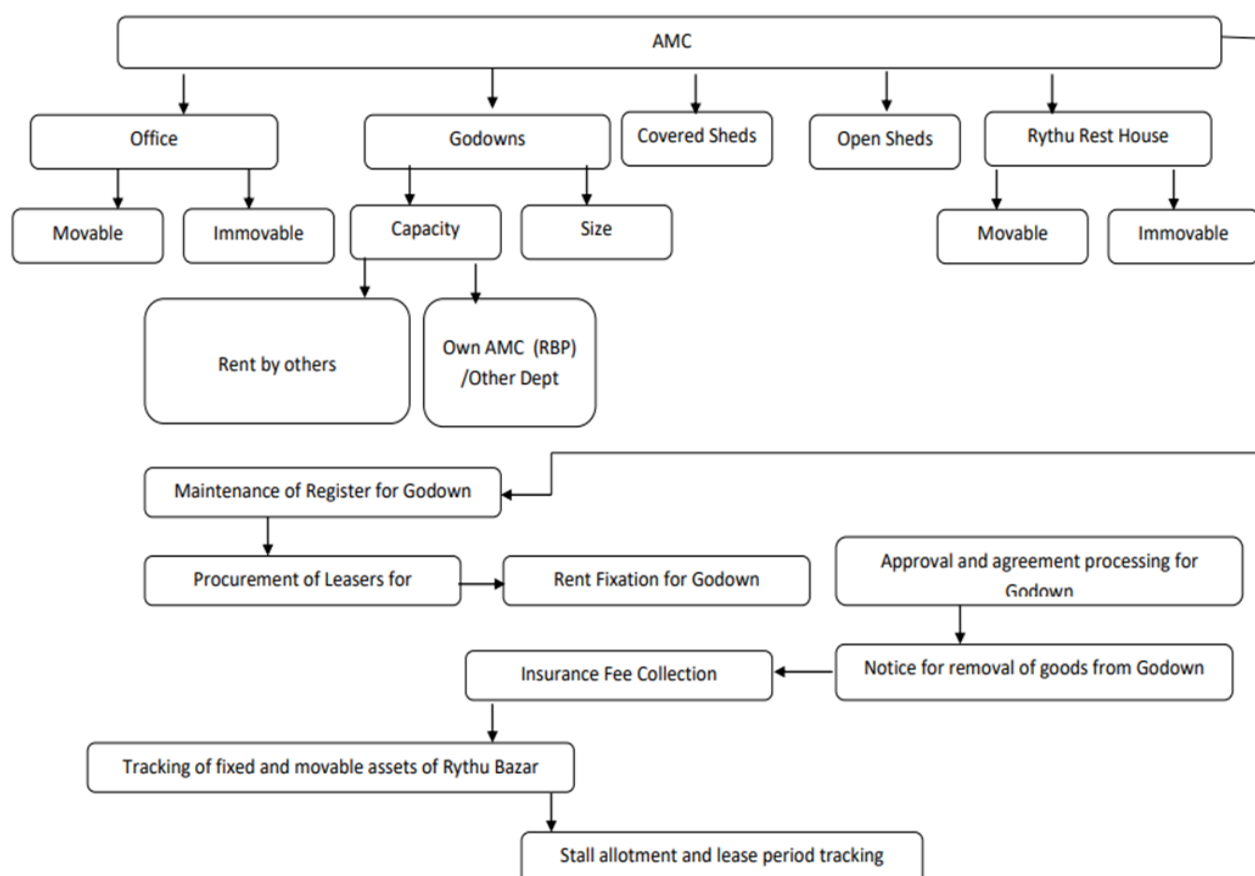 AMC
Office
Godowns
Covered Sheds
Open Sheds
Rythu Rest House
Movable
Immovable
Capacity
Size
Movable
Immovable
Rent by others
Own AMC (RBP)
/Other Dept
Maintenance of Register for Godown
Procurement of Leasers for
Rent Fixation for Godown
Approval and agreement processing for
Godown
Insurance Fee Collection
Notice for removal of goods from Godown
Tracking of fixed and movable assets of Rythu Bazar
Stall allotment and lease period tracking